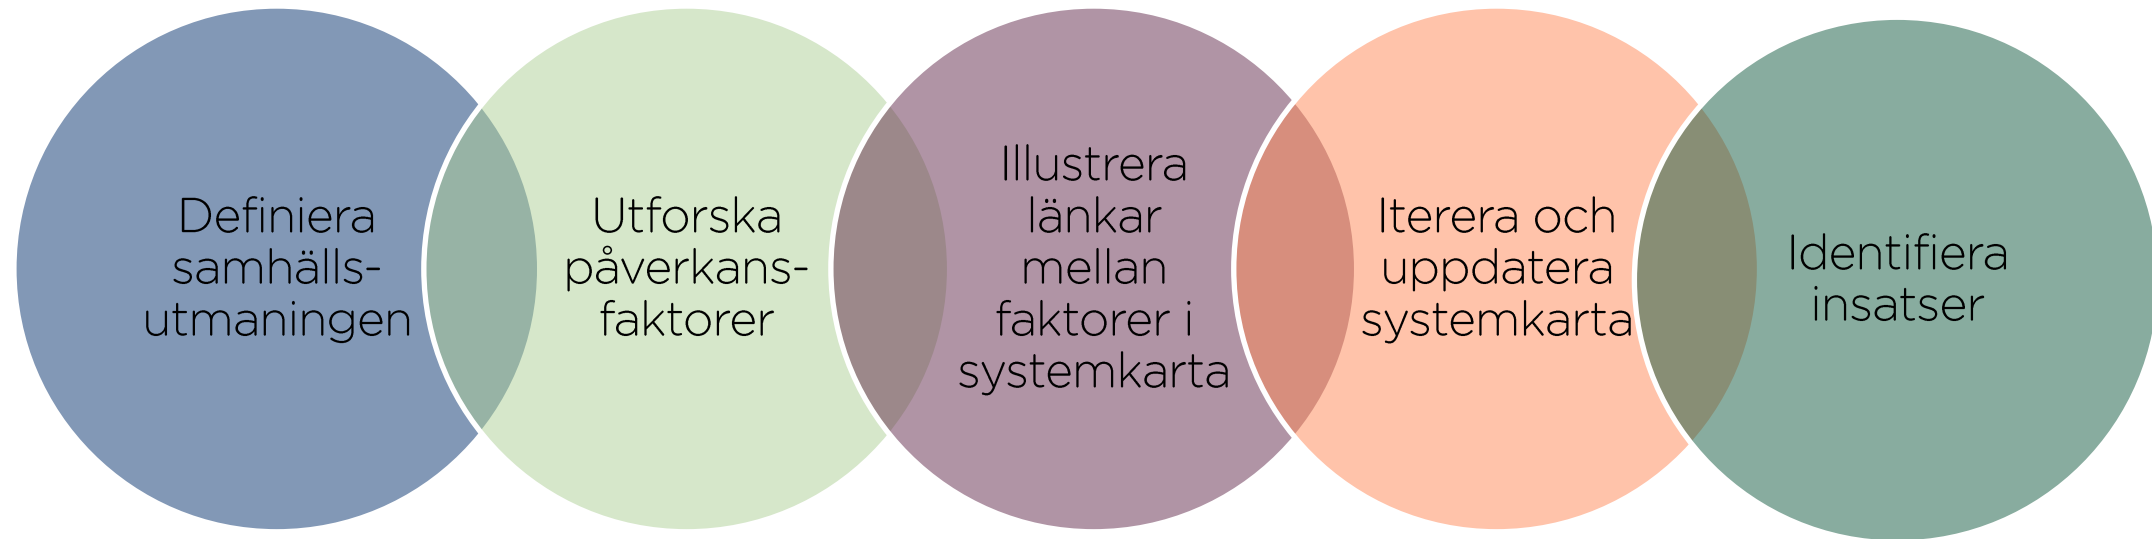 Definiera
samhälls-
utmaningen
Utforska
påverkans-
faktorer
Illustrera
länkar
mellan
faktorer i
systemkarta
Iterera och
uppdatera
systemkarta
Identifiera
insatser